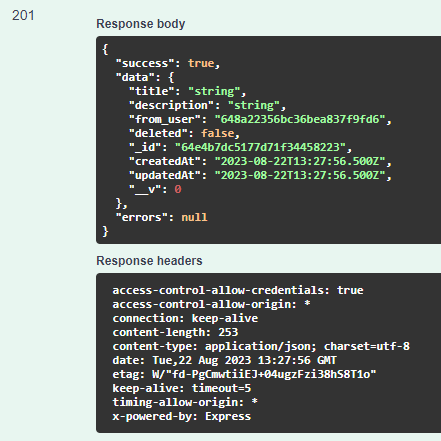 201
Response body
{
  "success": true,
  "data": {
    "title": "string",
    "description": "string",
    "from_user": "648a22356bc36bea837f9fd6",
    "deleted": false,
    "_id": "64e4b7dc5177d71f34458223",
    "createdAt": "2023-08-22T13:27:56.500Z",
    "updatedAt": "2023-08-22T13:27:56.500Z",
    "__v": 0
  },
  "errors": null
}
Response headers
access-control-allow-credentials: true
access-control-allow-origin: *
connection: keep-alive
content-length: 253
content-type: application/json; charset=utf-8
date: Tue,22 Aug 2023 13:27:56 GMT
etag: W/"fd-PgCmwtiiEJ+04ugzFzi38hS8T1o"
keep-alive: timeout=5
timing-allow-origin: *
x-powered-by: Express